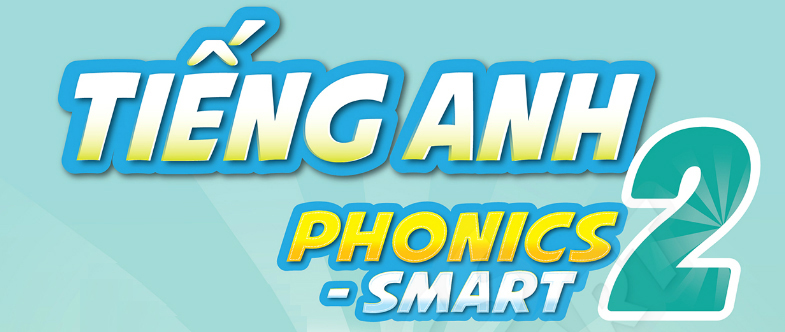 TIẾNG ANH
2
PHONICS
- SMART